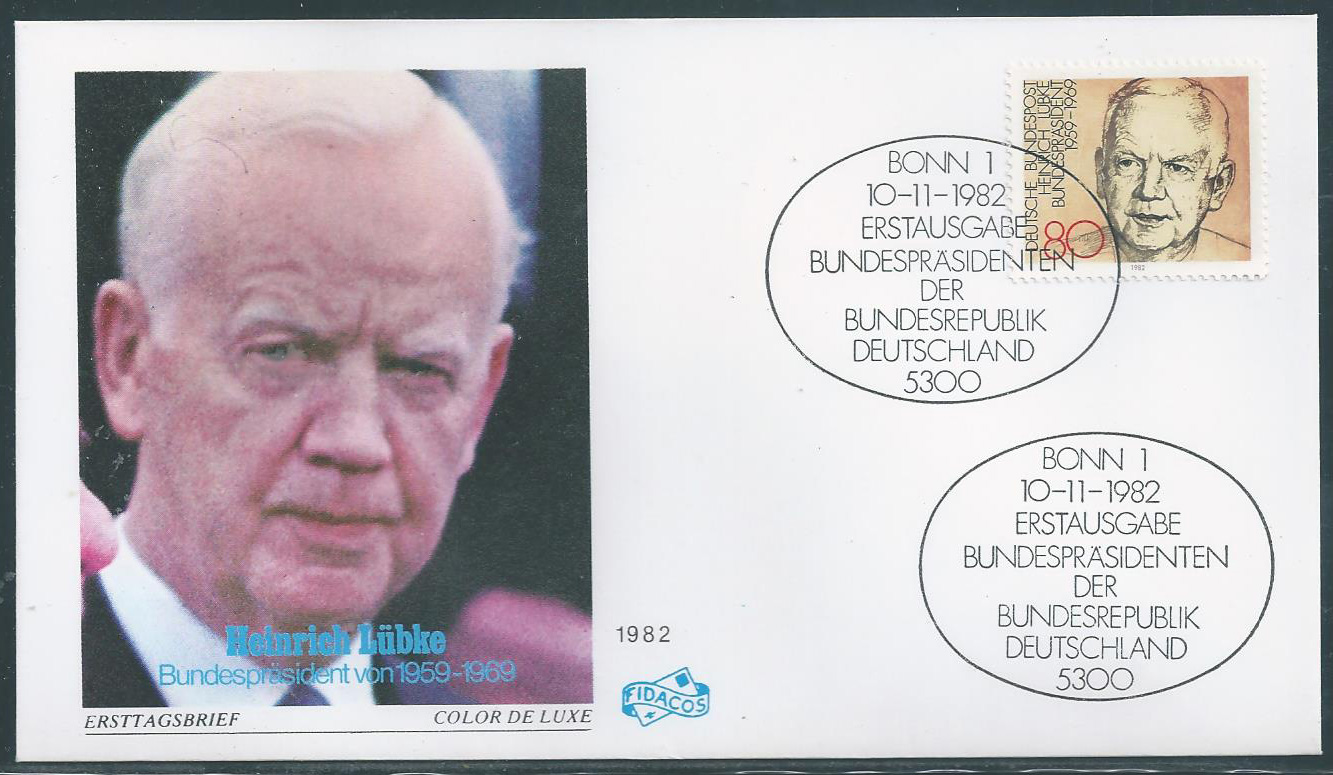 Heinrich Lübke
Bundespräsident von 1959-1969
ERSTTAGSBRIEF
COLOR DE LUXE
1982
FIDACOS
DEUTSCHE BUNDESPOST
HEINRICH LÜBKE
BUNDESPRÄSIDENT
1959-1969
80
1982
BONN 1
10-11-1982
ERSTAUSGABE
BUNDESPRÄSIDENTEN
DER
BUNDESREPUBLIK
DEUTSCHLAND
5300
BONN 1
10-11-1982
ERSTAUSGABE
BUNDESPRÄSIDENTEN
DER
BUNDESREPUBLIK
DEUTSCHLAND
5300